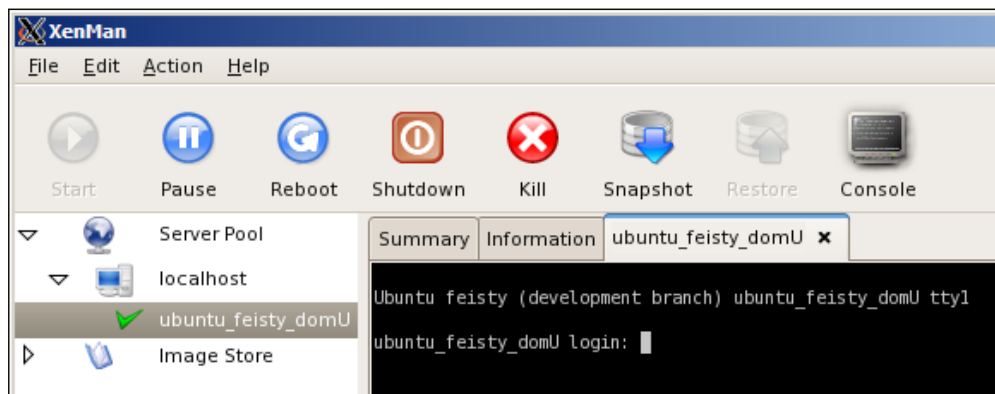 XenMan
File Edit Action Help
Start Pause Reboot Shutdown Kill Snapshot Restore Console
Server Pool
localhost
ubuntu_feisty_domU
Image Store
Summary Information ubuntu_feisty_domU
Ubuntu feisty (development branch) ubuntu_feisty_domU tty1
ubuntu_feisty_domU login: